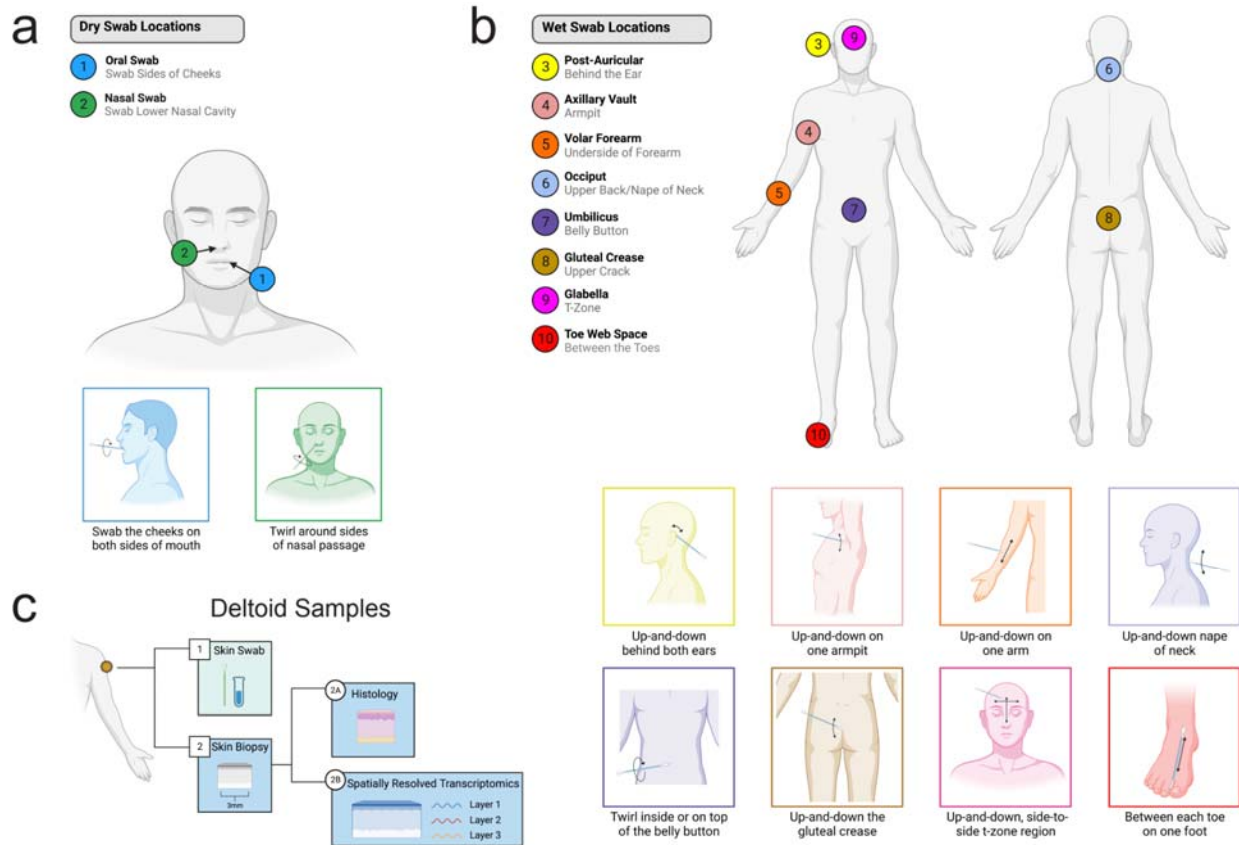 a
Dry Swab Locations
1
Oral Swab
Swab Sides of Cheeks
2
Nasal Swab
Swab Lower Nasal Cavity
2
1
Swab the cheeks on
both sides of mouth
Twirl around sides
of nasal passage
b
Wet Swab Locations
3
Post-Auricular
Behind the Ear
4
Axillary Vault
Armpit
5
Volar Forearm
Underside of Forearm
6
Occiput
Upper Back/Nape of Neck
7
Umbilicus
Belly Button
8
Gluteal Crease
Upper Crack
9
Glabella
T-Zone
10
Toe Web Space
Between the Toes
3
9
6
4
5
7
8
10
Up-and-down
behind both ears
Up-and-down on
one armpit
Up-and-down on
one arm
Up-and-down nape
of neck
Twirl inside or on top
of the belly button
Up-and-down the
gluteal crease
Up-and-down, side-to-
side t-zone region
Between each toe
on one foot
c
Deltoid Samples
1
Skin Swab
2
Skin Biopsy
3mm
2A
Histology
2B
Spatially Resolved Transcriptomics
Layer 1
Layer 2
Layer 3